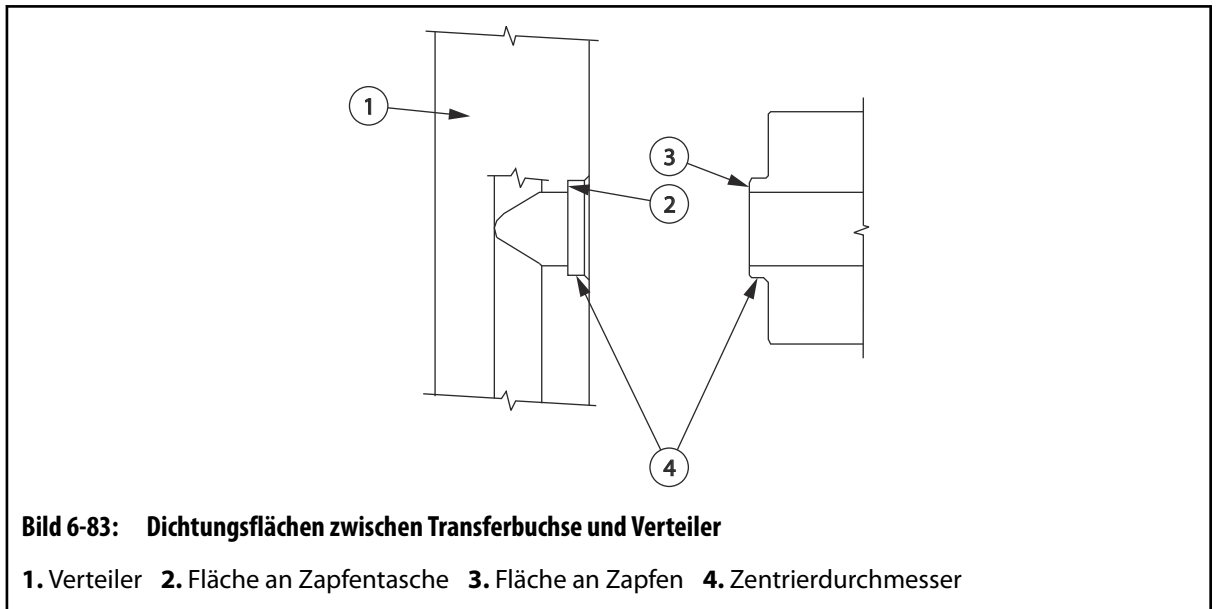 1
3
2
4
Bild 6-83: Dichtungsflächen zwischen Transferbuchse und Verteiler
1. Verteiler 2. Fläche an Zapfentasche 3. Fläche an Zapfen 4. Zentrierdurchmesser